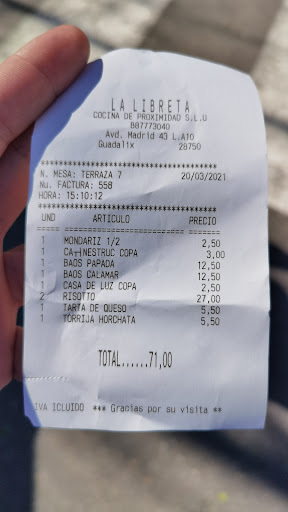 LA LIBRETA
COCINA DE PROXIMIDAD S.L.U
B87773040
Avd. Madrid 43 L.A10
Guadalix 28750
************************************
N. MESA: TERRAZA 7 20/03/2021
Nu. FACTURA: 558
HORA: 15:10:12
************************************
UND ARTICULO PRECIO
==== ======================= ======
1 MONDARIZ 1/2 2,50
1 CA┤NESTRUC COPA 3,00
1 BAOS PAPADA 12,50
1 BAOS CALAMAR 12,50
1 CASA DE LUZ COPA 2,50
2 RISOTTO 27,00
1 TARTA DE QUESO 5,50
1 TORRIJA HORCHATA 5,50
TOTAL......71,00
IVA ICLUIDO *** Gracias por su visita **